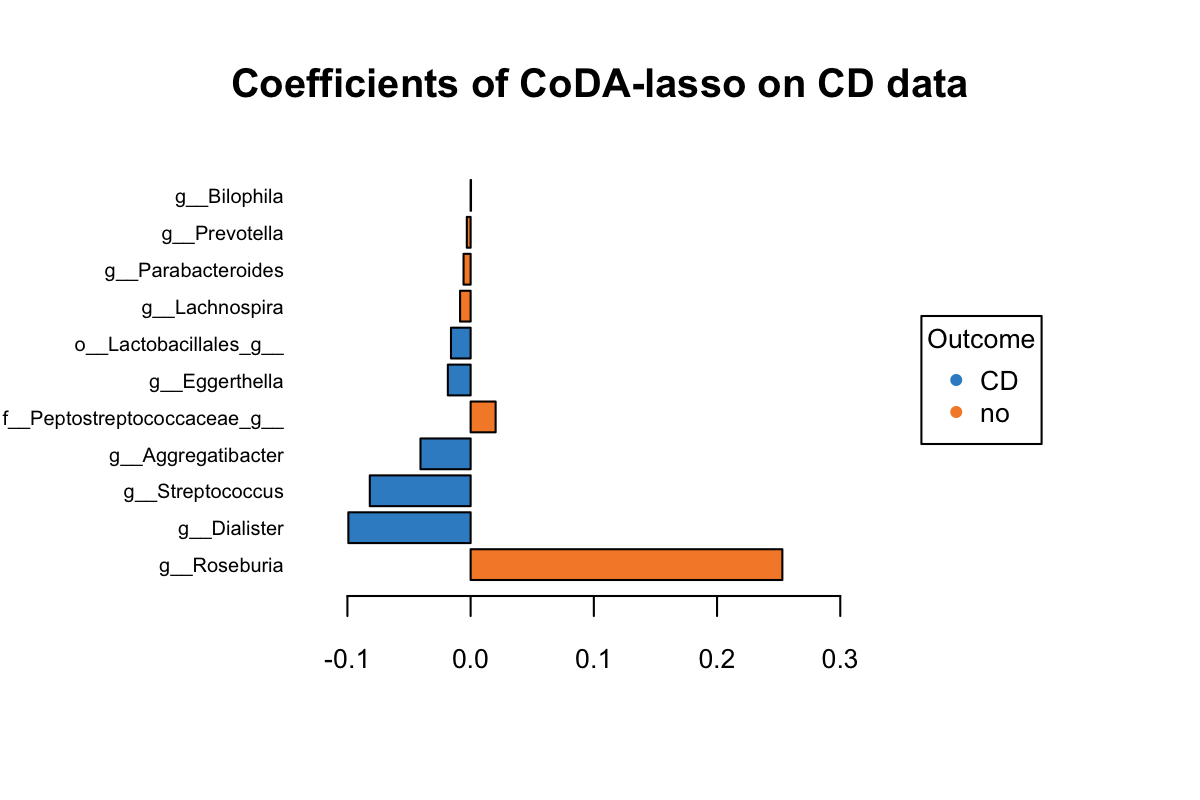 Coefficients of CoDA-lasso on CD data
g__Bilophila
g__Prevotella
g__Parabacteroides
g__Lachnospira
o__Lactobacillales_g__
g__Eggerthella
f__Peptostreptococcaceae_g__
g__Aggregatibacter
g__Streptococcus
g__Dialister
g__Roseburia
-0.1 0.0 0.1 0.2 0.3
Outcome
CD
no